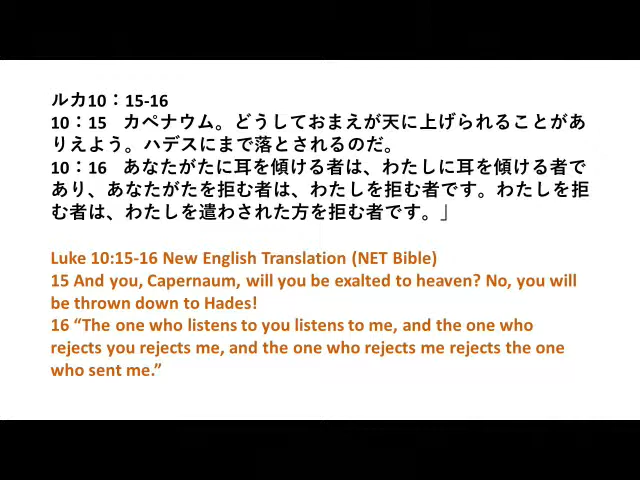 ルカ10：15-16
10：15　カペナウム。どうしておまえが天に上げられることがあ
りえよう。ハデスにまで落とされるのだ。
10：16　あなたがたに耳を傾ける者は、わたしに耳を傾ける者で
あり、あなたがたを拒む者は、わたしを拒む者です。わたしを拒
む者は、わたしを遣わされた方を拒む者です。」
Luke 10:15-16 New English Translation (NET Bible)
15 And you, Capernaum, will you be exalted to heaven? No, you will
be thrown down to Hades!
16 “The one who listens to you listens to me, and the one who
rejects you rejects me, and the one who rejects me rejects the one
who sent me.”